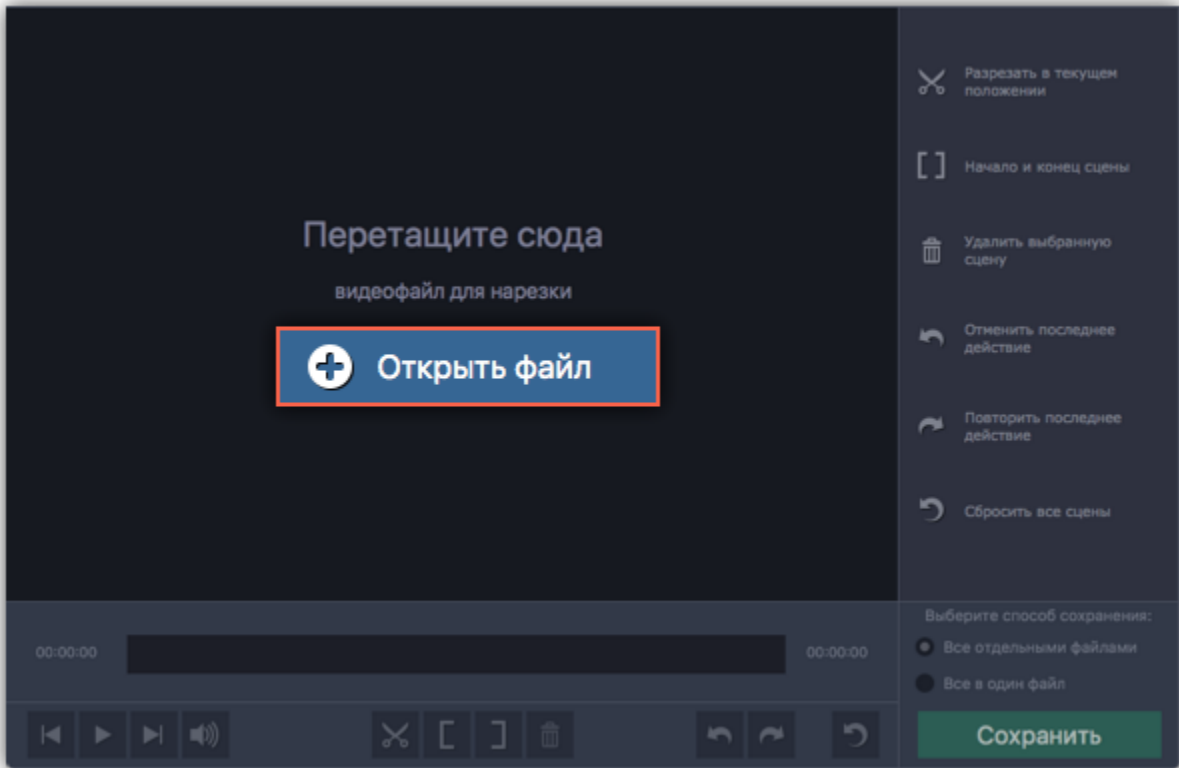 Перетащите сюда
видеофайл для нарезки
Открыть файл
Разрезать в текущем
положении
Начало и конец сцены
Удалить выбранную
сцену
Отменить последнее
действие
Повторить последнее
действие
Сбросить все сцены
00:00:00
00:00:00
Выберите способ сохранения:
Все отдельными файлами
Все в один файл
Сохранить